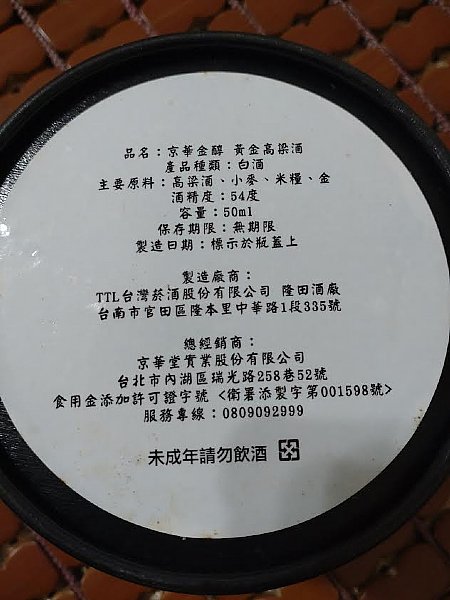 品名：京華金醇 黃金高梁酒
產品種類：白酒
主要原料：高梁酒、小麥、米糧、金
酒精度：54度
容量：50ml
保存期限：無期限
製造日期：標示於瓶蓋上
製造廠商：
TTL台灣菸酒股份有限公司 隆田酒廠
台南市官田區隆本里中華路1段335號
總經銷商：
京華堂實業股份有限公司
台北市內湖區瑞光路258巷52號
食用金添加許可證字號 <衛署添製字第001598號>
服務專線：0809092999
未成年請勿飲酒